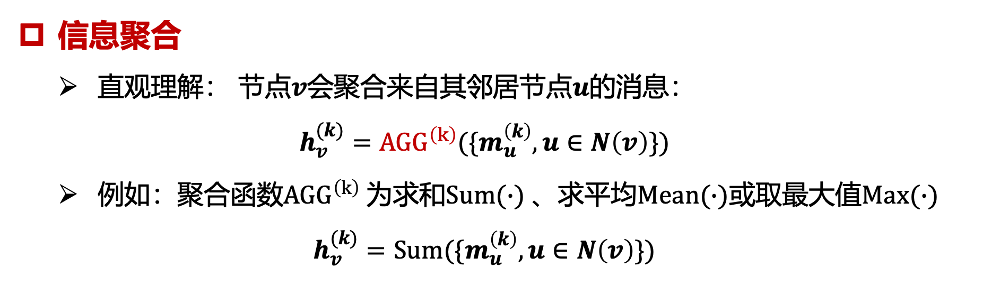 信息聚合
直观理解： 节点v会聚合来自其邻居节点u的消息：
h_v^(k) = AGG^(k)({m_u^(k), u ∈ N(v)})
例如：聚合函数AGG^(k) 为求和Sum(·) 、求平均Mean(·)或取最大值Max(·)
h_v^(k) = Sum({m_u^(k), u ∈ N(v)})